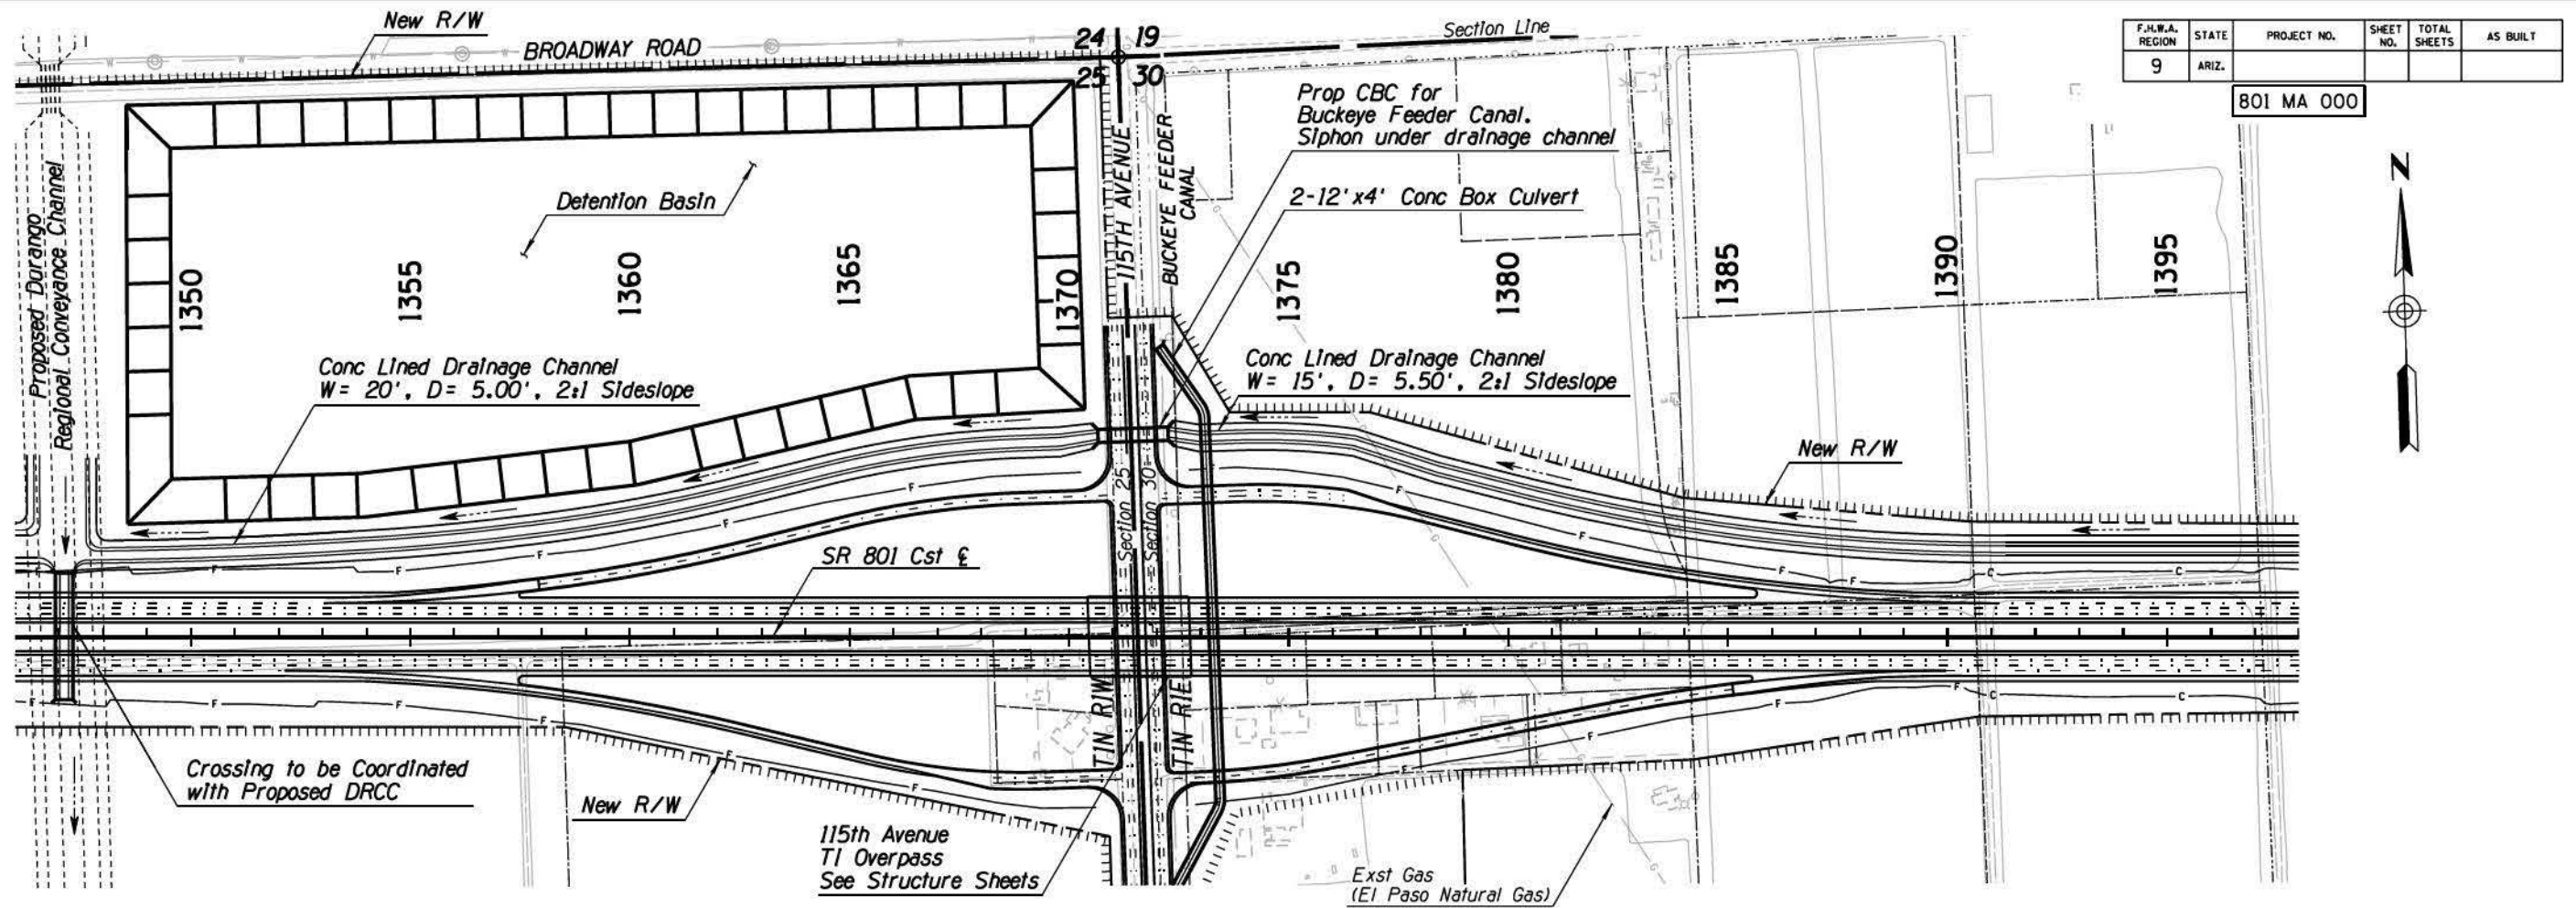 New R/W
BROADWAY ROAD
24 19
25 30
Section Line
F.H.W.A. REGION STATE PROJECT NO. SHEET NO. TOTAL SHEETS AS BUILT
9 ARIZ.
801 MA 000
N
Prop CBC for
Buckeye Feeder Canal.
Siphon under drainage channel
2-12'x4' Conc Box Culvert
115TH AVENUE
BUCKEYE FEEDER
CANAL
Proposed Durango
Regional Conveyance Channel
Detention Basin
1350
1355
1360
1365
1370
1375
1380
1385
1390
1395
Conc Lined Drainage Channel
W= 20', D= 5.00', 2:1 Sideslope
Conc Lined Drainage Channel
W= 15', D= 5.50', 2:1 Sideslope
New R/W
Section 25
Section 30
SR 801 Cst ℄
TIN RIW
TIN RIE
Crossing to be Coordinated
with Proposed DRCC
New R/W
115th Avenue
TI Overpass
See Structure Sheets
Exst Gas
(El Paso Natural Gas)